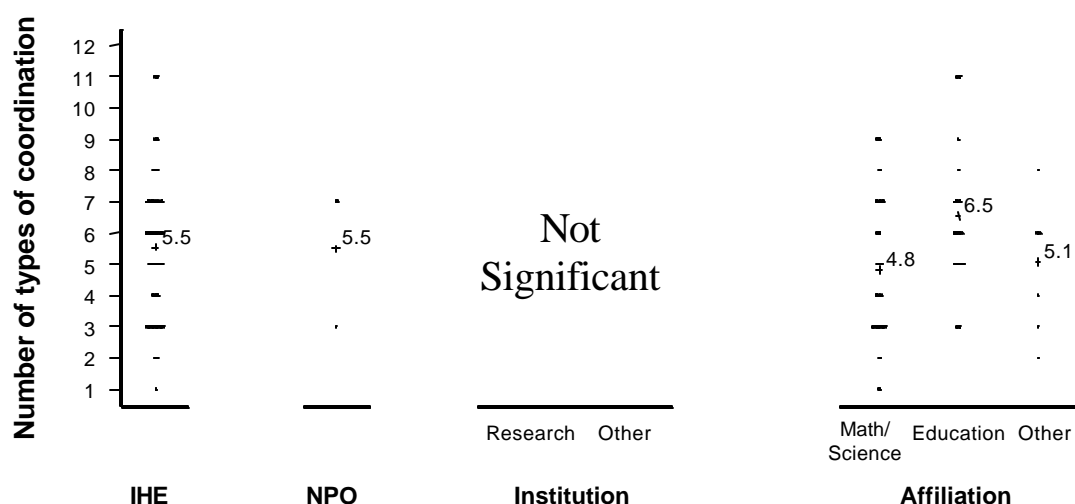 Number of types of coordination
12
11
10
9
8
7
6
5
4
3
2
1
5.5
5.5
Not
Significant
4.8
6.5
5.1
Research Other
Math/
Science
Education Other
IHE NPO Institution Affiliation